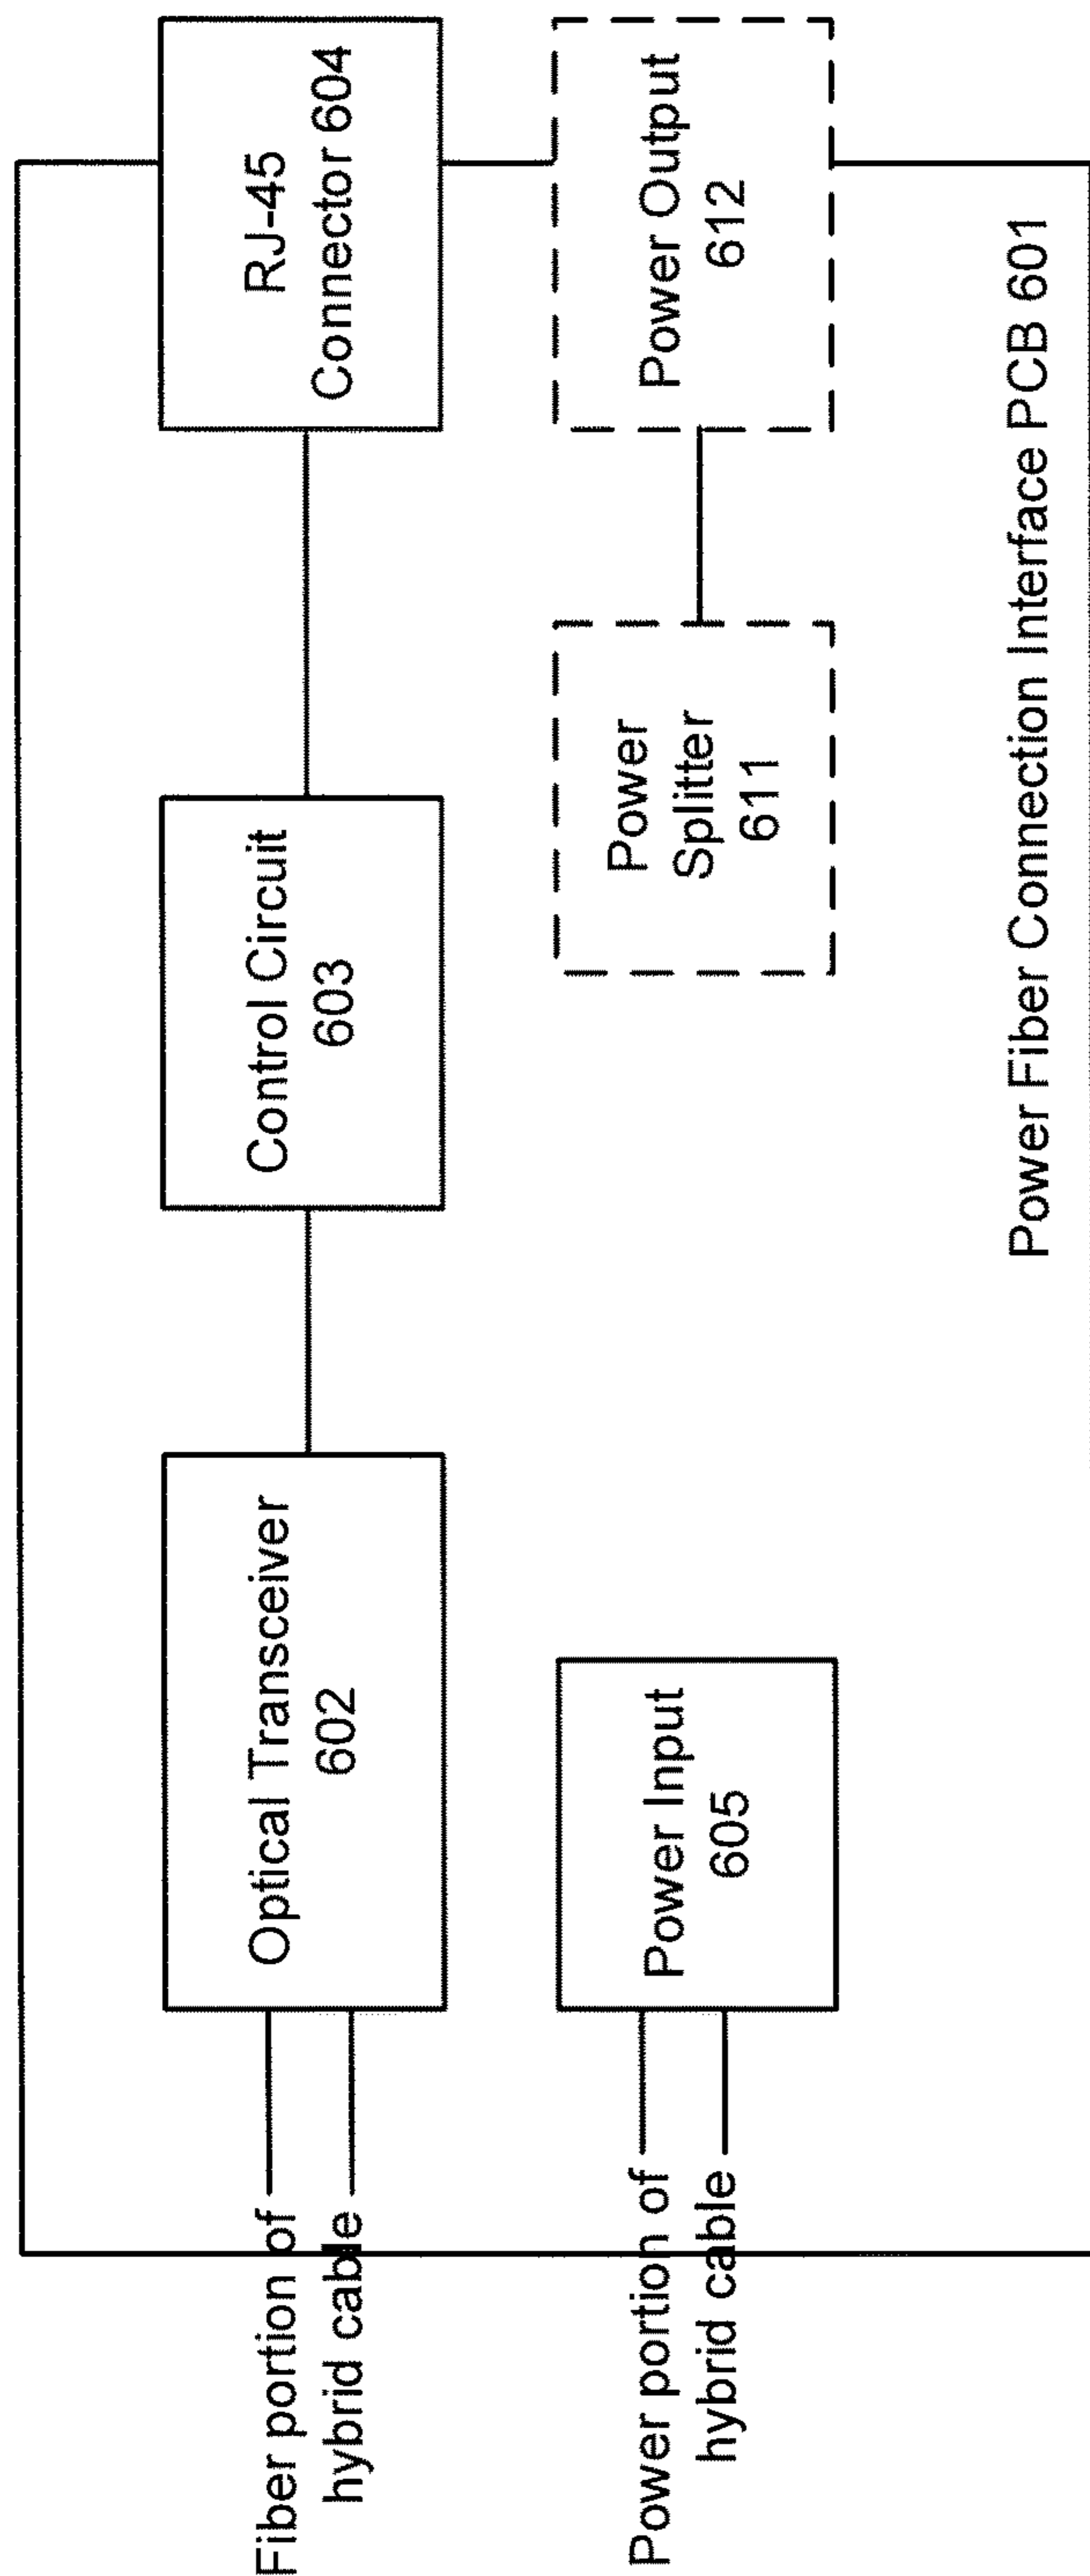 Fiber portion of
hybrid cable
Optical Transceiver
602
Control Circuit
603
RJ-45
Connector 604
Power portion of
hybrid cable
Power Input
605
Power
Splitter
611
Power Output
612
Power Fiber Connection Interface PCB 601